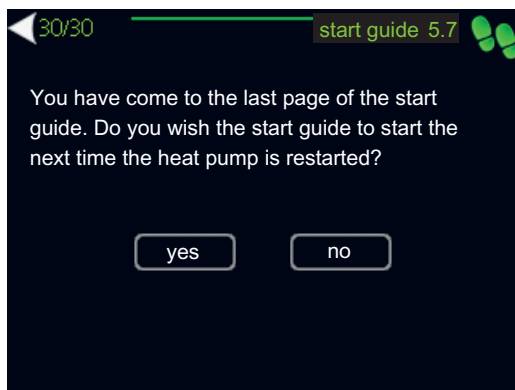 30/30
start guide 5.7
You have come to the last page of the start
guide. Do you wish the start guide to start the
next time the heat pump is restarted?
yes
no